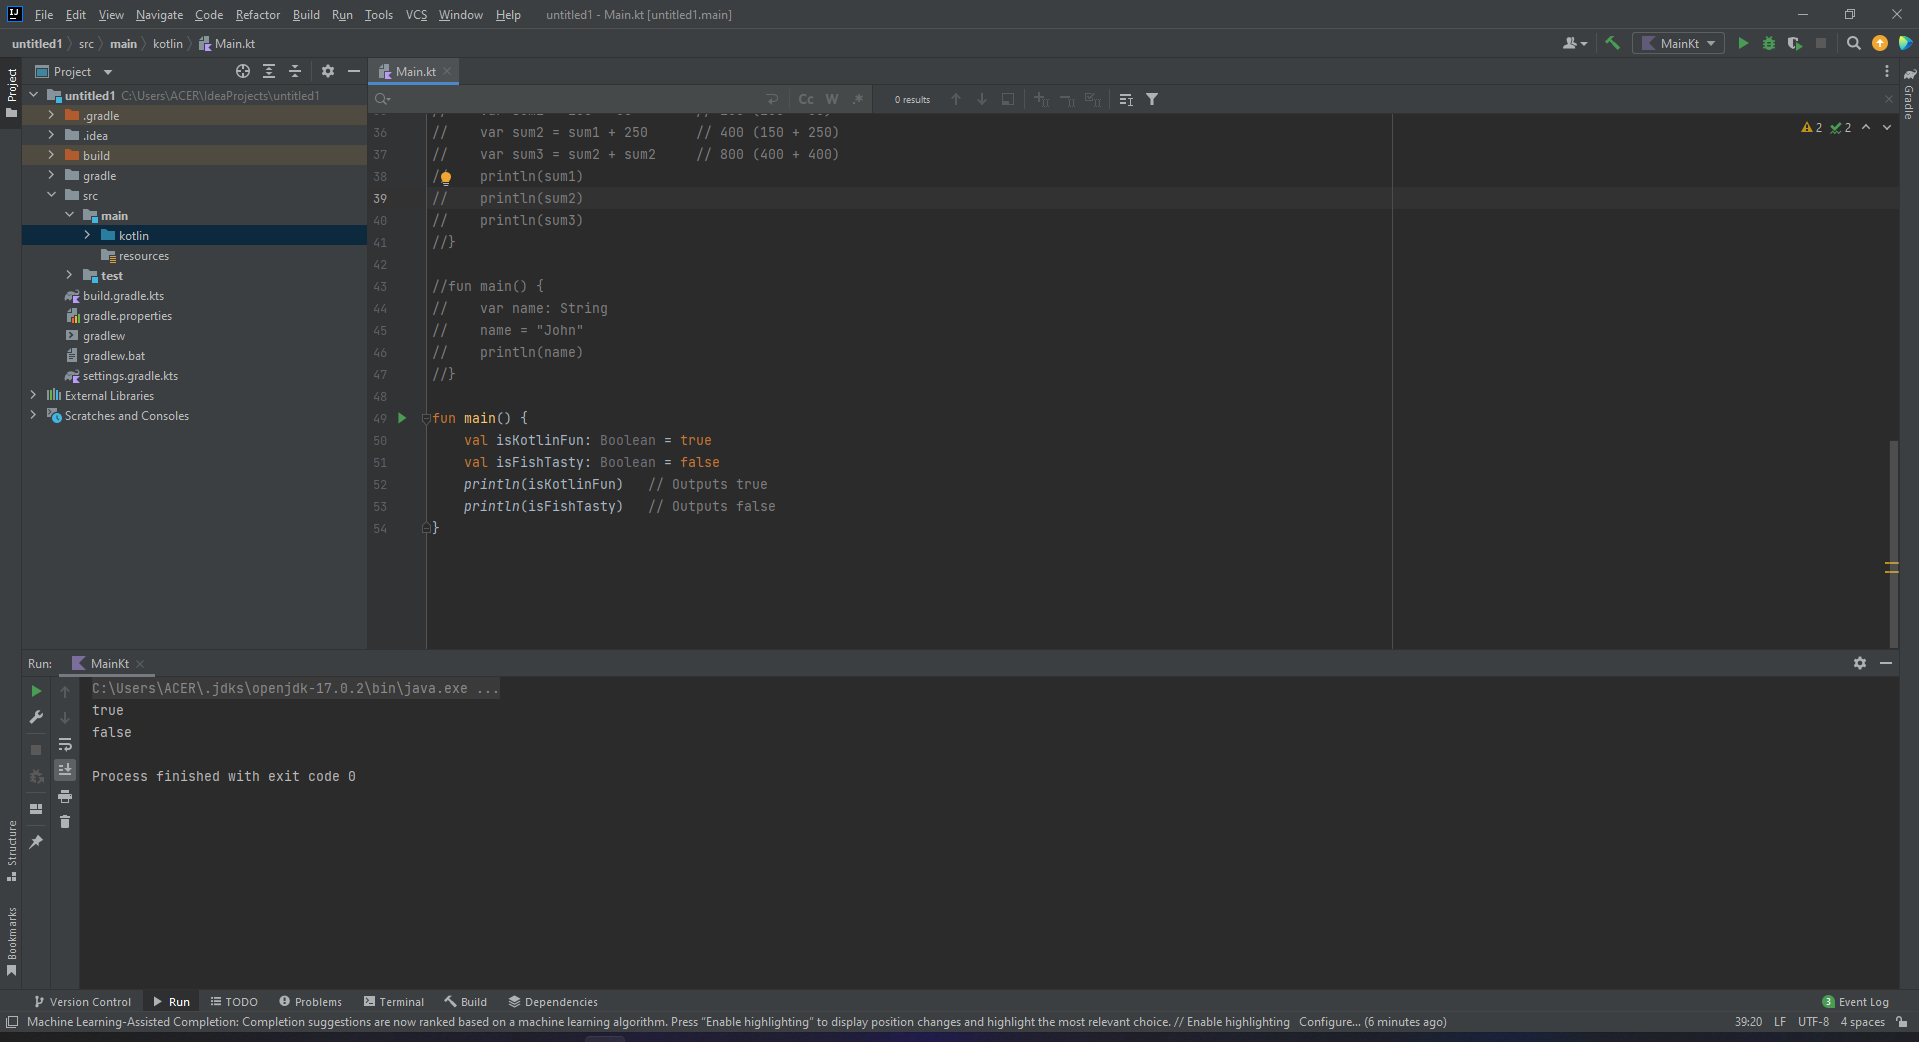 File Edit View Navigate Code Refactor Build Run Tools VCS Window Help untitled1 - Main.kt [untitled1.main]
untitled1 src main kotlin Main.kt
MainKt
Project
Project
Main.kt
Gradle
untitled1 C:\Users\ACER\IdeaProjects\untitled1
.gradle
.idea
build
gradle
src
main
kotlin
resources
test
build.gradle.kts
gradle.properties
gradlew
gradlew.bat
settings.gradle.kts
External Libraries
Scratches and Consoles
Cc W .* 0 results
2 2
36 // var sum2 = sum1 + 250 // 400 (150 + 250)
37 // var sum3 = sum2 + sum2 // 800 (400 + 400)
38 / println(sum1)
39 // println(sum2)
40 // println(sum3)
41 //}
42
43 //fun main() {
44 // var name: String
45 // name = "John"
46 // println(name)
47 //}
48
49 fun main() {
50 val isKotlinFun: Boolean = true
51 val isFishTasty: Boolean = false
52 println(isKotlinFun) // Outputs true
53 println(isFishTasty) // Outputs false
54 }
Run: MainKt
C:\Users\ACER\.jdks\openjdk-17.0.2\bin\java.exe ...
true
false
Process finished with exit code 0
Structure
Bookmarks
Version Control Run TODO Problems Terminal Build Dependencies 3 Event Log
Machine Learning-Assisted Completion: Completion suggestions are now ranked based on a machine learning algorithm. Press "Enable highlighting" to display position changes and highlight the most relevant choice. // Enable highlighting Configure... (6 minutes ago) 39:20 LF UTF-8 4 spaces